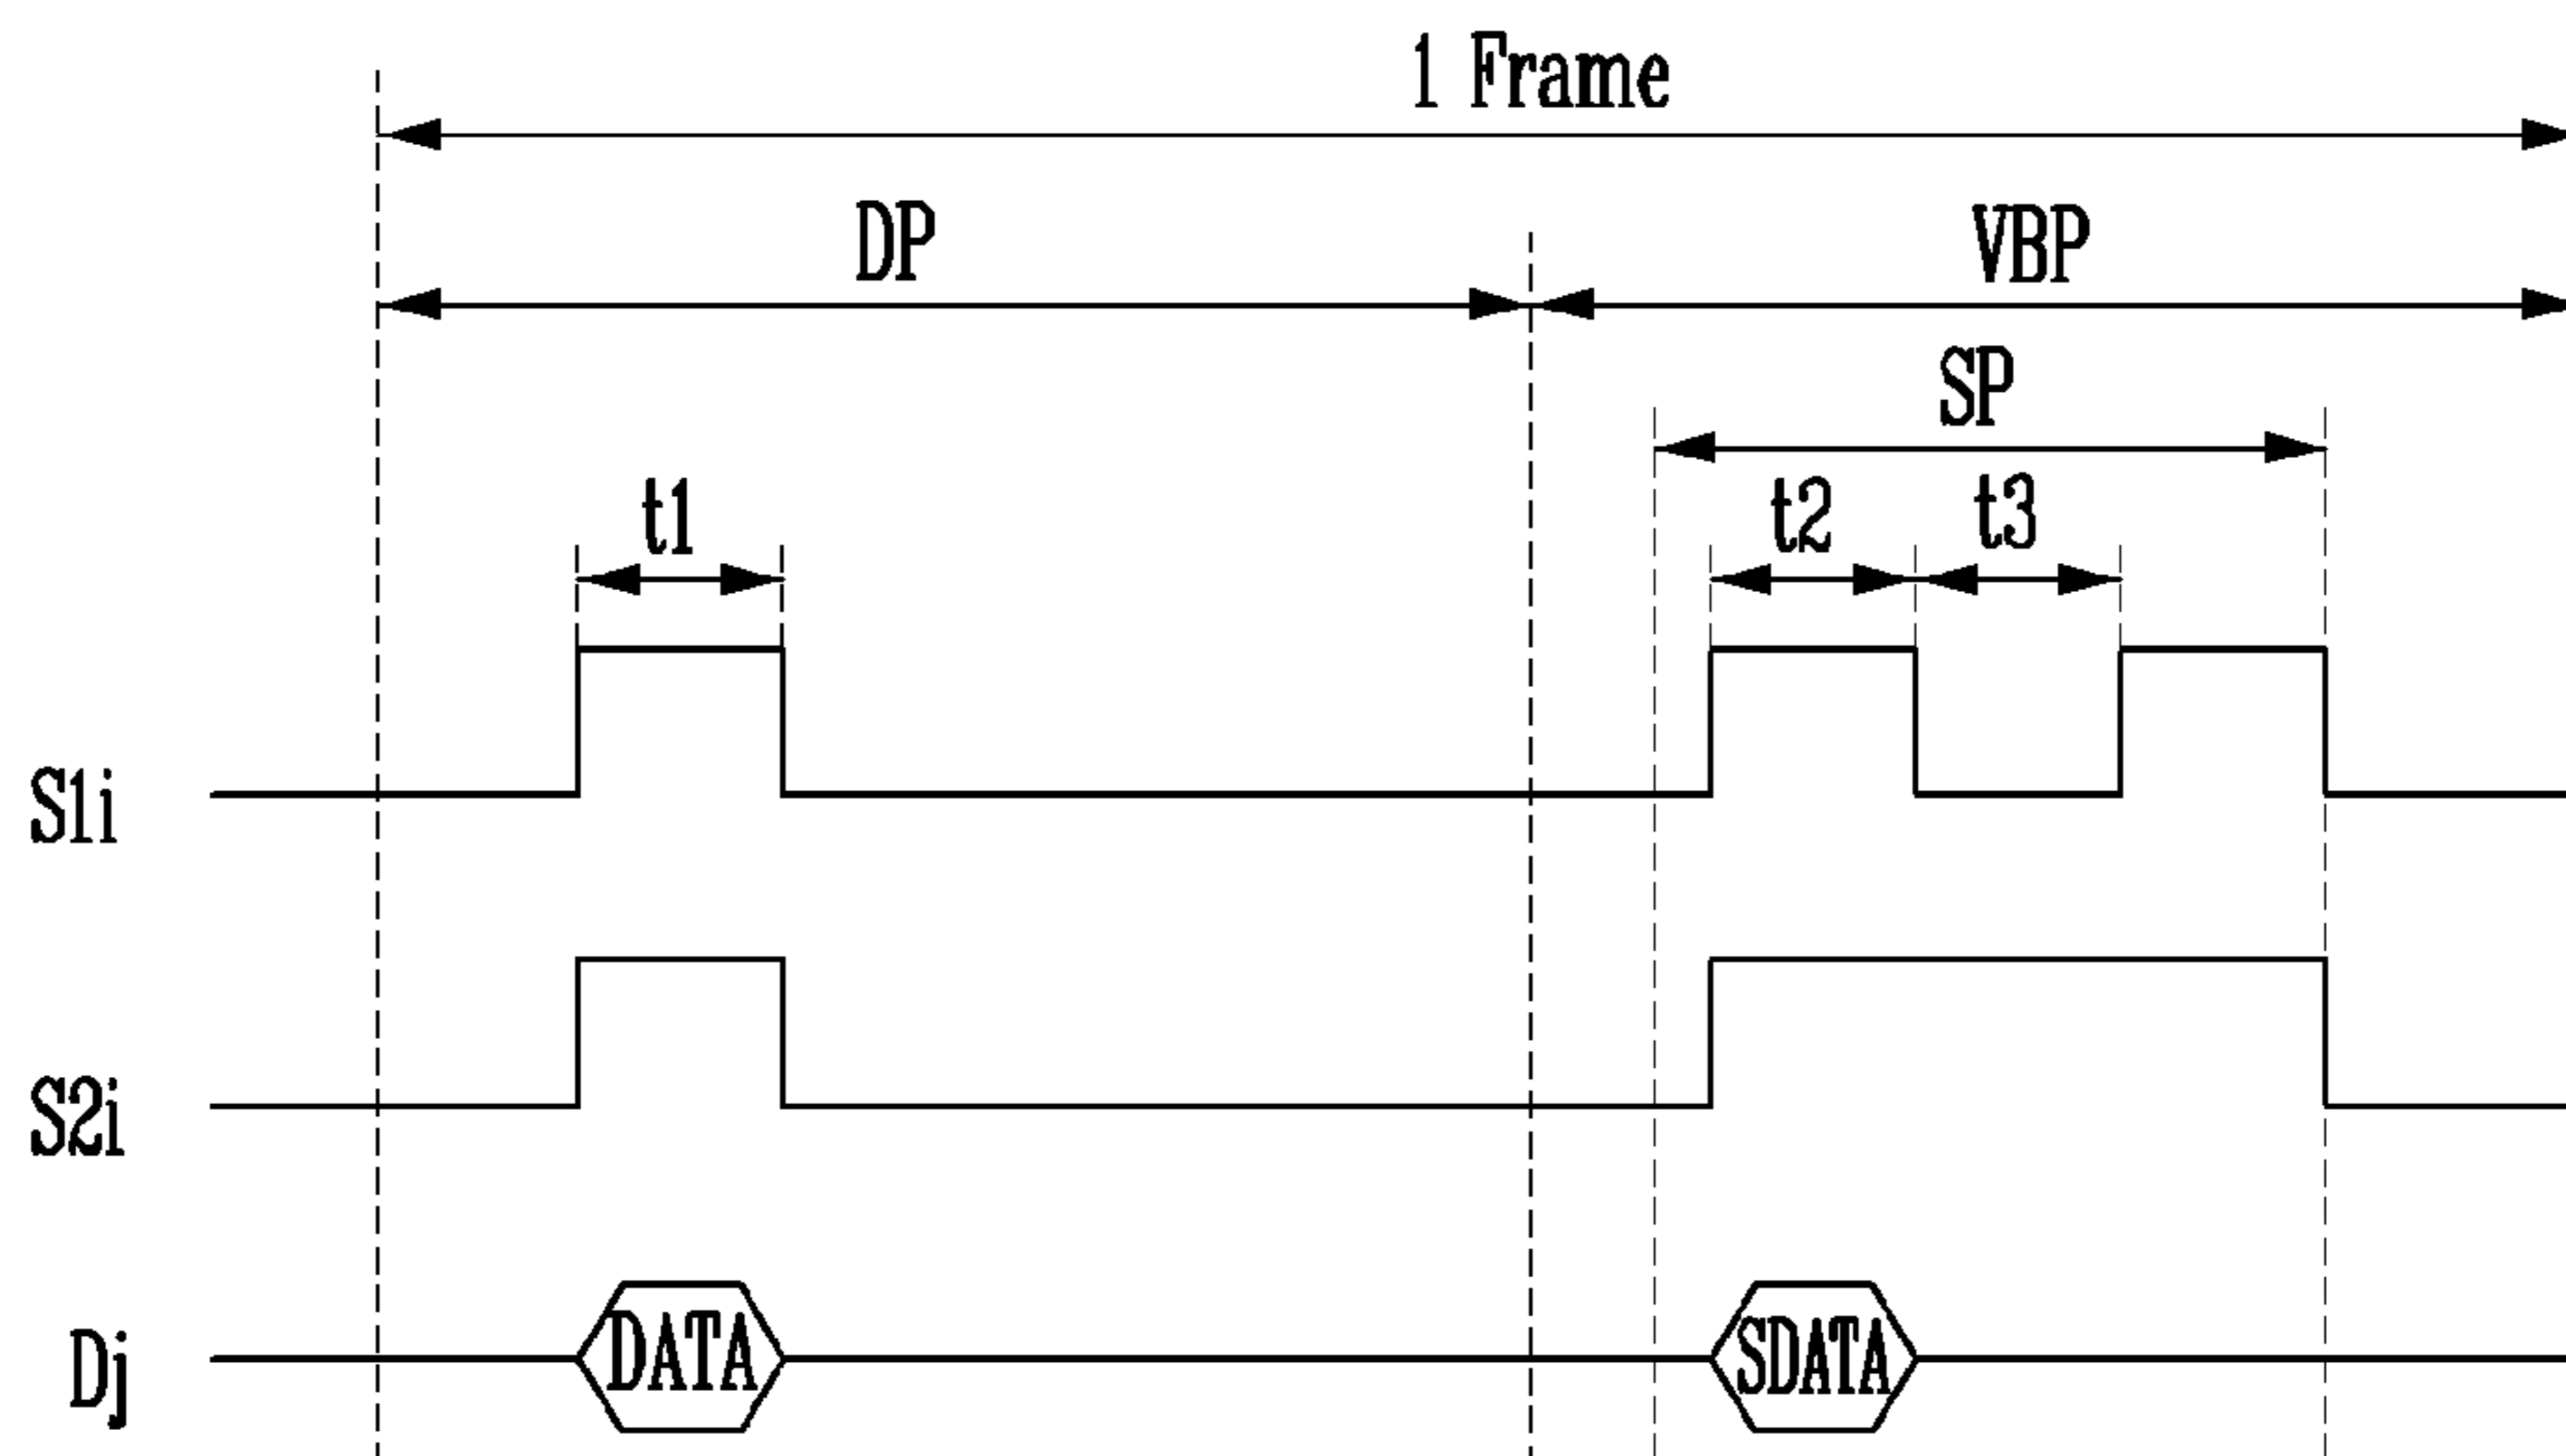 1 Frame
DP
VBP
SP
t1
t2
t3
S1i
S2i
Dj
DATA
SDATA